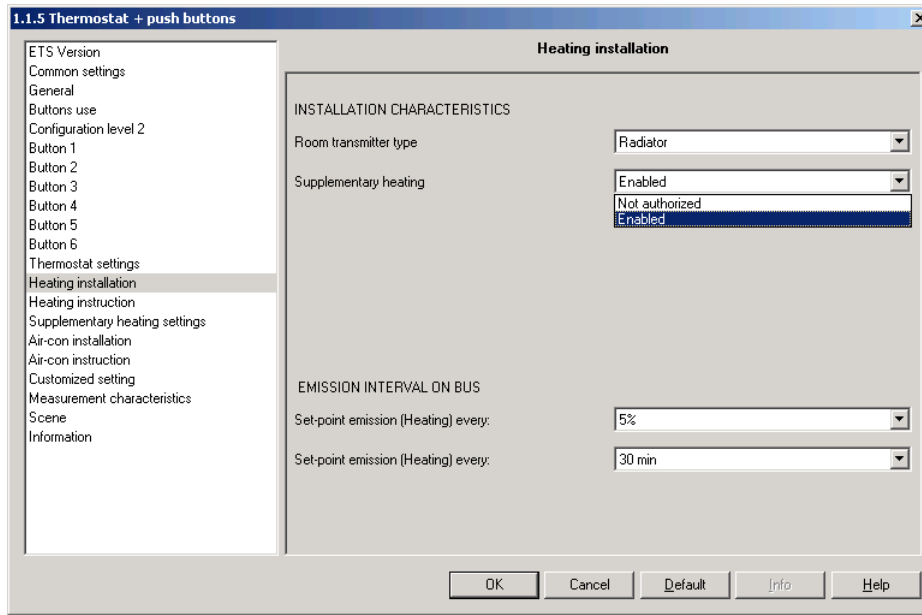 1.1.5 Thermostat + push buttons
ETS Version
Common settings
General
Buttons use
Configuration level 2
Button 1
Button 2
Button 3
Button 4
Button 5
Button 6
Thermostat settings
Heating installation
Heating instruction
Supplementary heating settings
Air-con installation
Air-con instruction
Customized setting
Measurement characteristics
Scene
Information
Heating installation
INSTALLATION CHARACTERISTICS
Room transmitter type Radiator
Supplementary heating Enabled
Not authorized
Enabled
EMISSION INTERVAL ON BUS
Set-point emission (Heating) every: 5%
Set-point emission (Heating) every: 30 min
OK Cancel Default Info Help